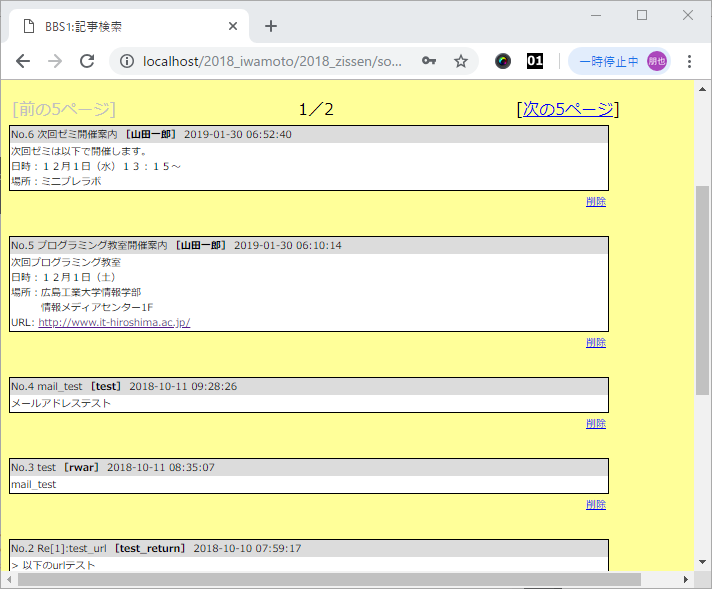 BBS1:記事検索
localhost/2018_iwamoto/2018_zissen/so...
01
一時停止中
朋也
[前の5ページ]
1／2
[次の5ページ]
No.6 次回ゼミ開催案内 [山田一郎] 2019-01-30 06:52:40
次回ゼミは以下で開催します。
日時：１２月１日（水）１３：１５～
場所：ミニプレラボ
削除
No.5 プログラミング教室開催案内 [山田一郎] 2019-01-30 06:10:14
次回プログラミング教室
日時：１２月１日（土）
場所：広島工業大学情報学部
情報メディアセンター1F
URL: http://www.it-hiroshima.ac.jp/
削除
No.4 mail_test [test] 2018-10-11 09:28:26
メールアドレステスト
削除
No.3 test [rwar] 2018-10-11 08:35:07
mail_test
削除
No.2 Re[1]:test_url [test_return] 2018-10-10 07:59:17
> 以下のurlテスト